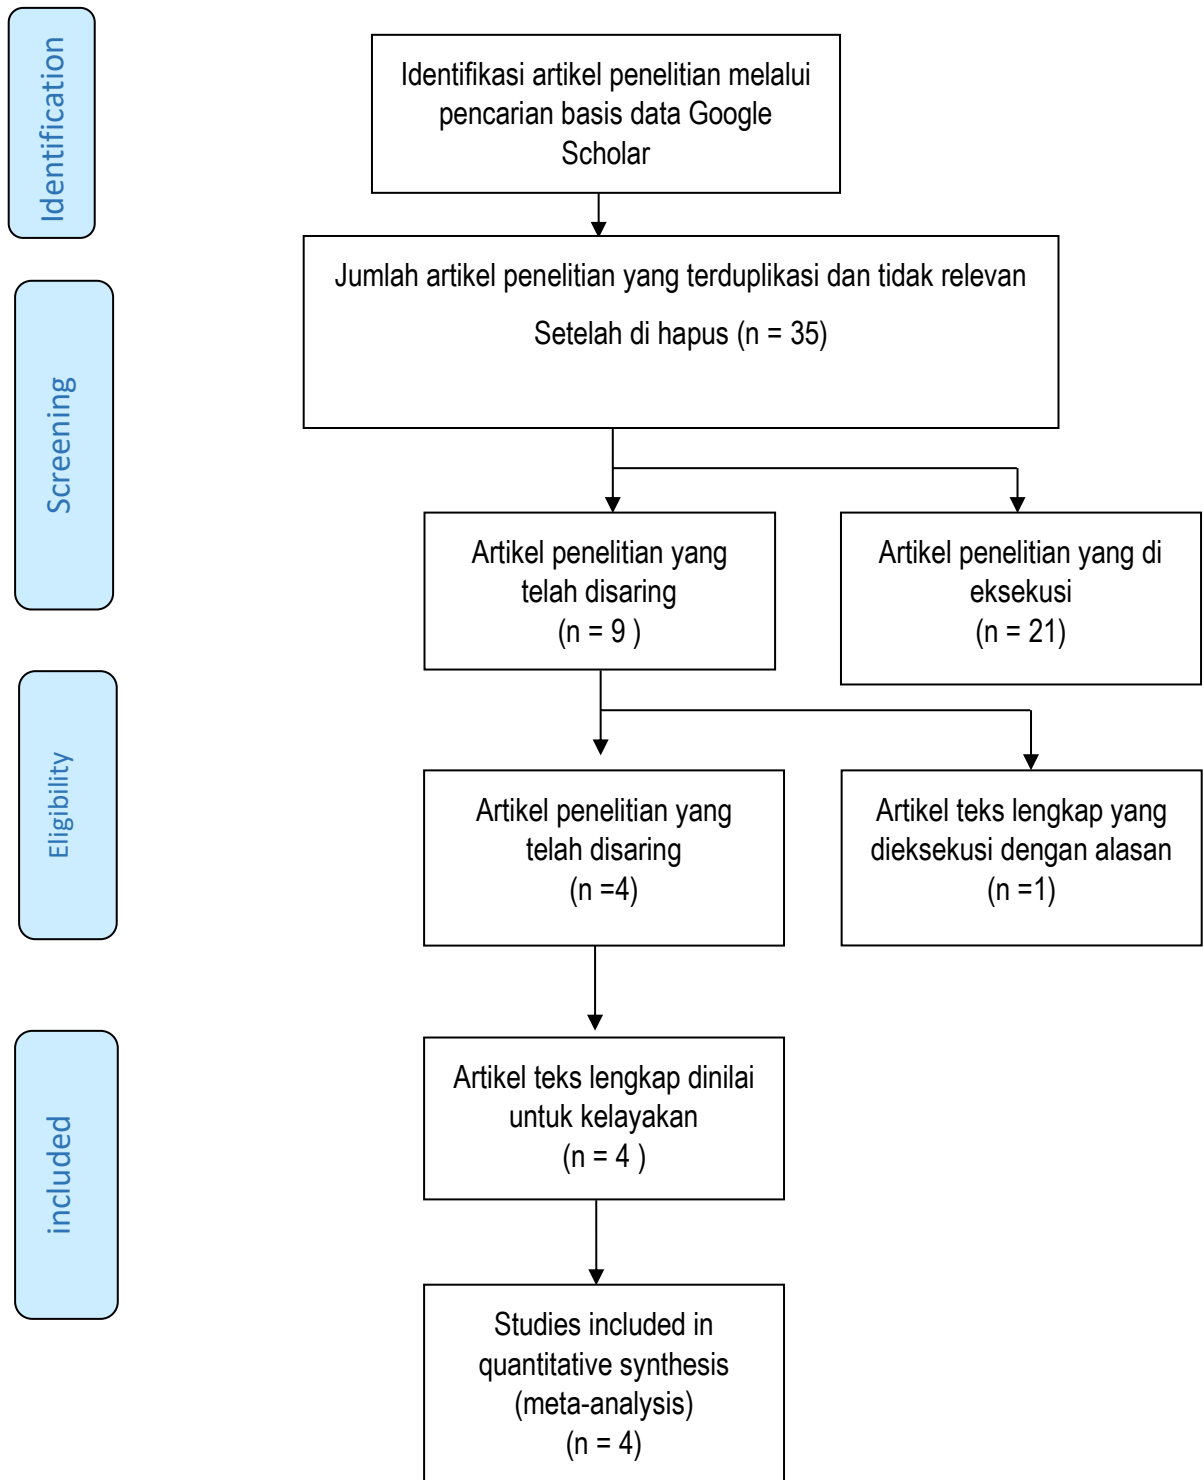 Identification
Identifikasi artikel penelitian melalui
pencarian basis data Google
Scholar
Jumlah artikel penelitian yang terduplikasi dan tidak relevan
Setelah di hapus (n = 35)
Screening
Artikel penelitian yang
telah disaring
(n = 9 )
Artikel penelitian yang di
eksekusi
(n = 21)
Eligibility
Artikel penelitian yang
telah disaring
(n =4)
Artikel teks lengkap yang
dieksekusi dengan alasan
(n =1)
included
Artikel teks lengkap dinilai
untuk kelayakan
(n = 4 )
Studies included in
quantitative synthesis
(meta-analysis)
(n = 4)